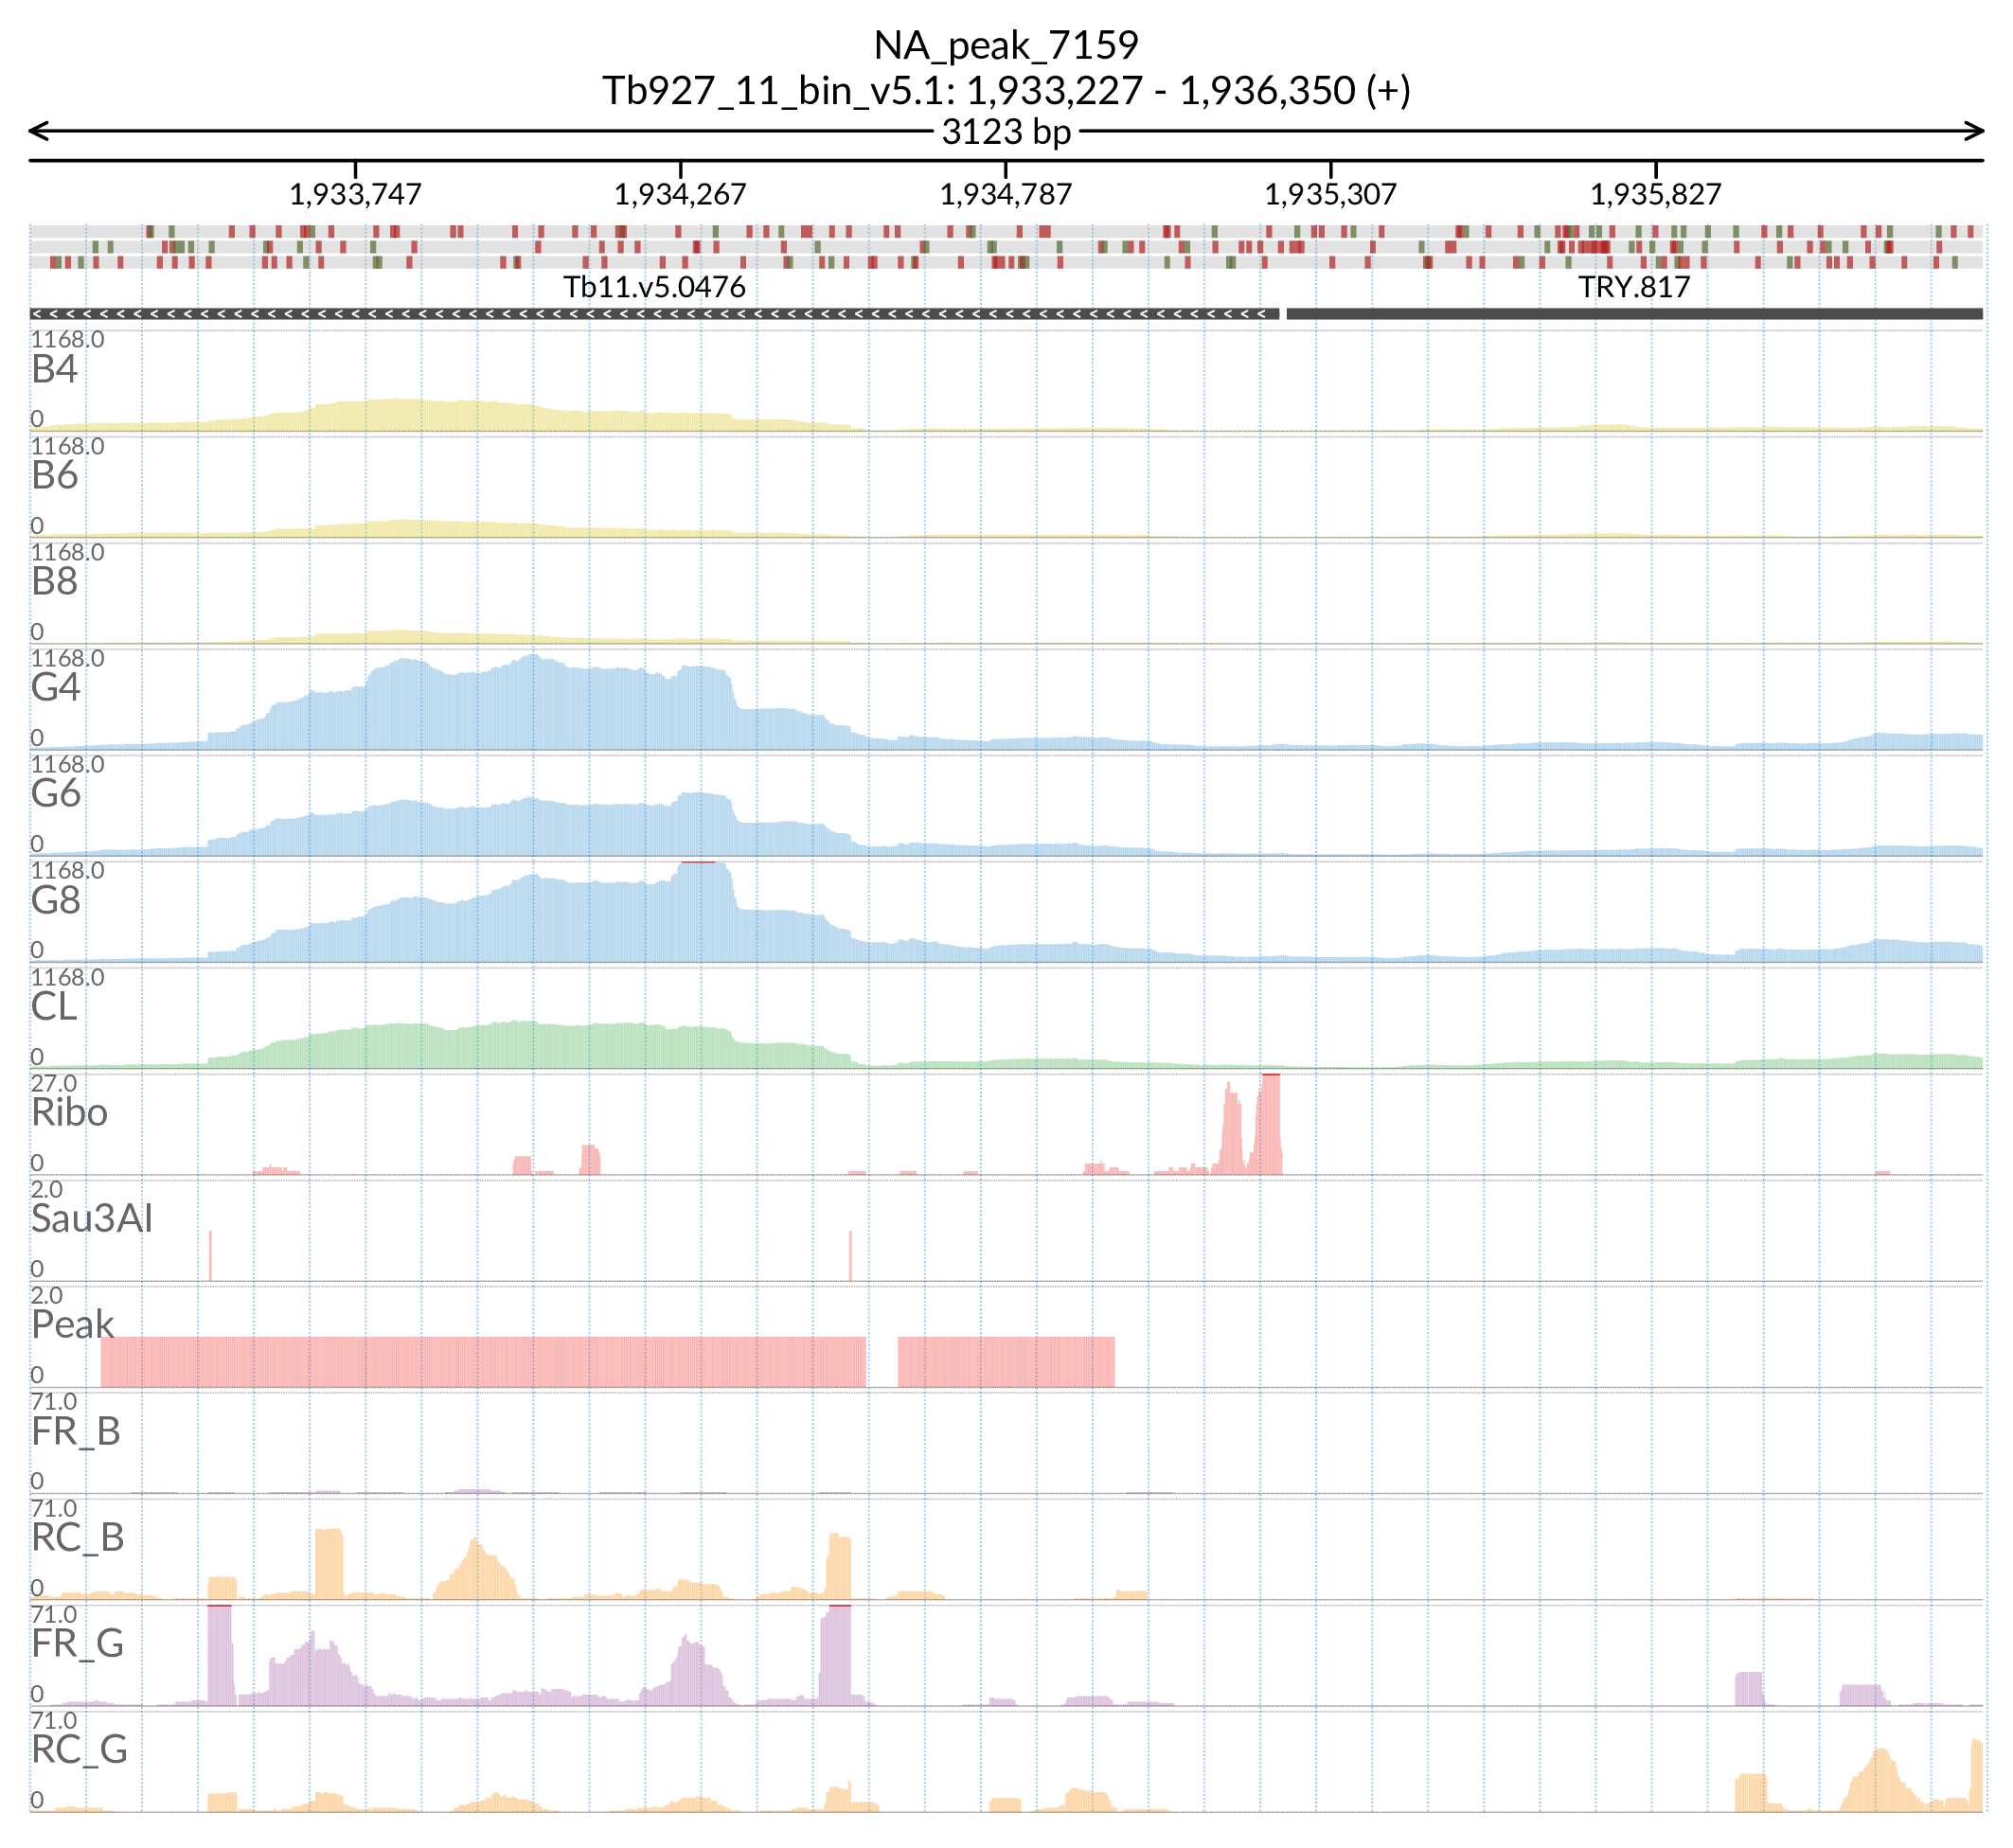 NA_peak_7159
Tb927_11_bin_v5.1: 1,933,227 - 1,936,350 (+)
3123 bp
1,933,747 1,934,267 1,934,787 1,935,307 1,935,827
Tb11.v5.0476 TRY.817
1168.0
B4
0
1168.0
B6
0
1168.0
B8
0
1168.0
G4
0
1168.0
G6
0
1168.0
G8
0
1168.0
CL
0
27.0
Ribo
0
2.0
Sau3AI
0
2.0
Peak
0
71.0
FR_B
0
71.0
RC_B
0
71.0
FR_G
0
71.0
RC_G
0